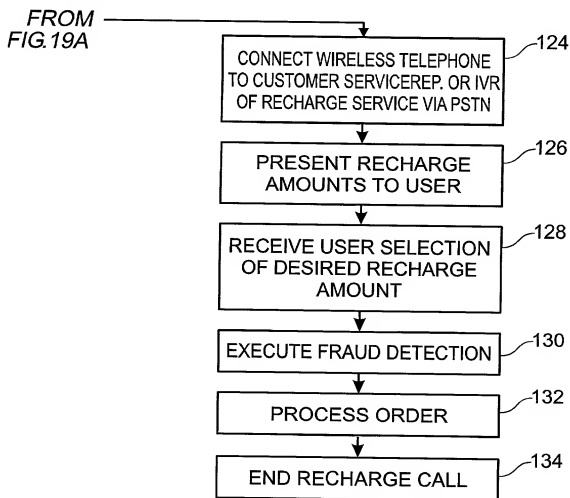 FROM
FIG.19A
CONNECT WIRELESS TELEPHONE
TO CUSTOMER SERVICEREP. OR IVR
OF RECHARGE SERVICE VIA PSTN
124
PRESENT RECHARGE
AMOUNTS TO USER
126
RECEIVE USER SELECTION
OF DESIRED RECHARGE
AMOUNT
128
EXECUTE FRAUD DETECTION
130
PROCESS ORDER
132
END RECHARGE CALL
134